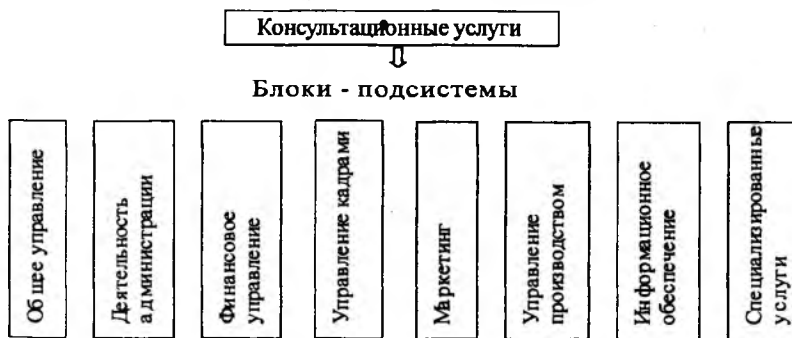 Консультационные услуги
Блоки - подсистемы
Общее управление
Деятельность
администрации
Финансовое
управление
Управление кадрами
Маркетинг
Управление
производством
Информационное
обеспечение
Специализированные
услуги